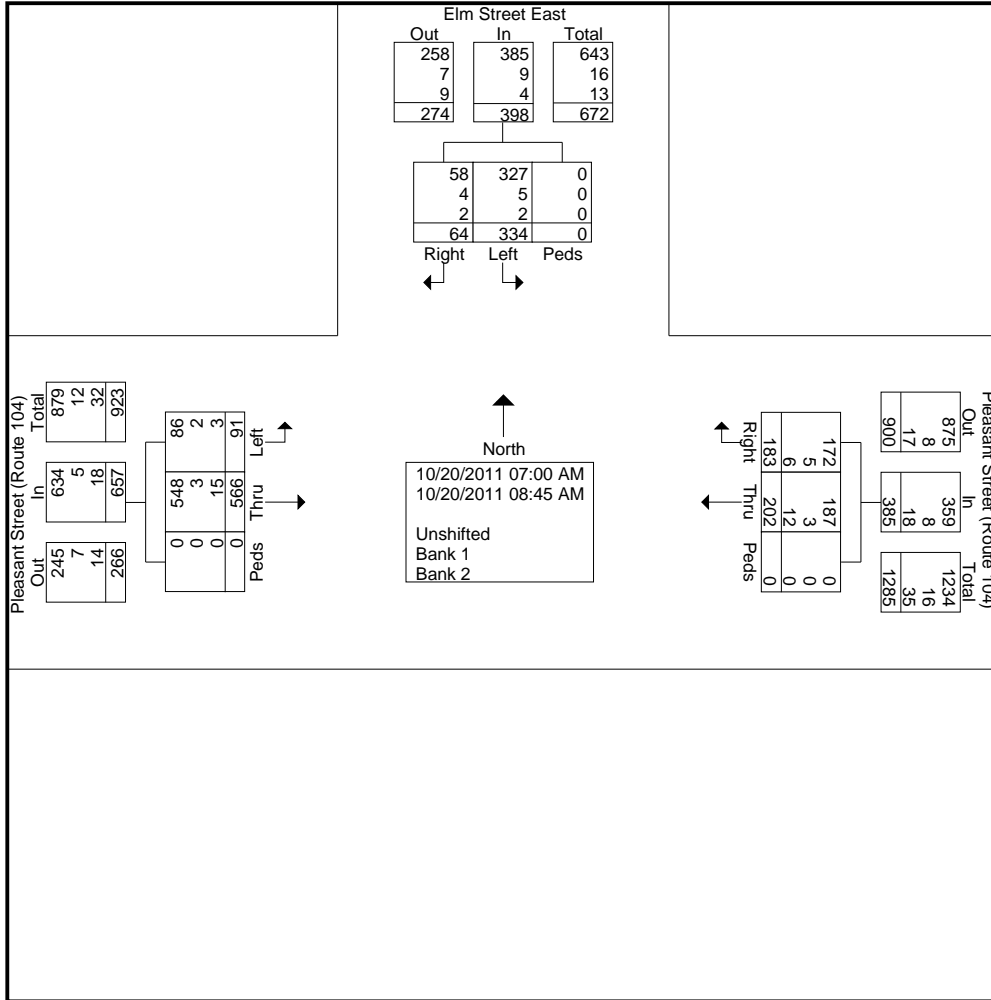 Elm Street East
Out In Total
258 385 643
7 9 16
9 4 13
274 398 672
58 327 0
4 5 0
2 2 0
64 334 0
Right Left Peds
Pleasant Street (Route 104)
Total In Out
879 634 245
12 5 7
32 18 14
923 657 266
86 548 0
2 3 0
3 15 0
91 566 0
Left Thru Peds
North
10/20/2011 07:00 AM
10/20/2011 08:45 AM
Unshifted
Bank 1
Bank 2
Right Thru Peds
172 187 0
5 3 0
6 12 0
183 202 0
Pleasant Street (Route 104)
Out In Total
875 359 1234
8 8 16
17 18 35
900 385 1285